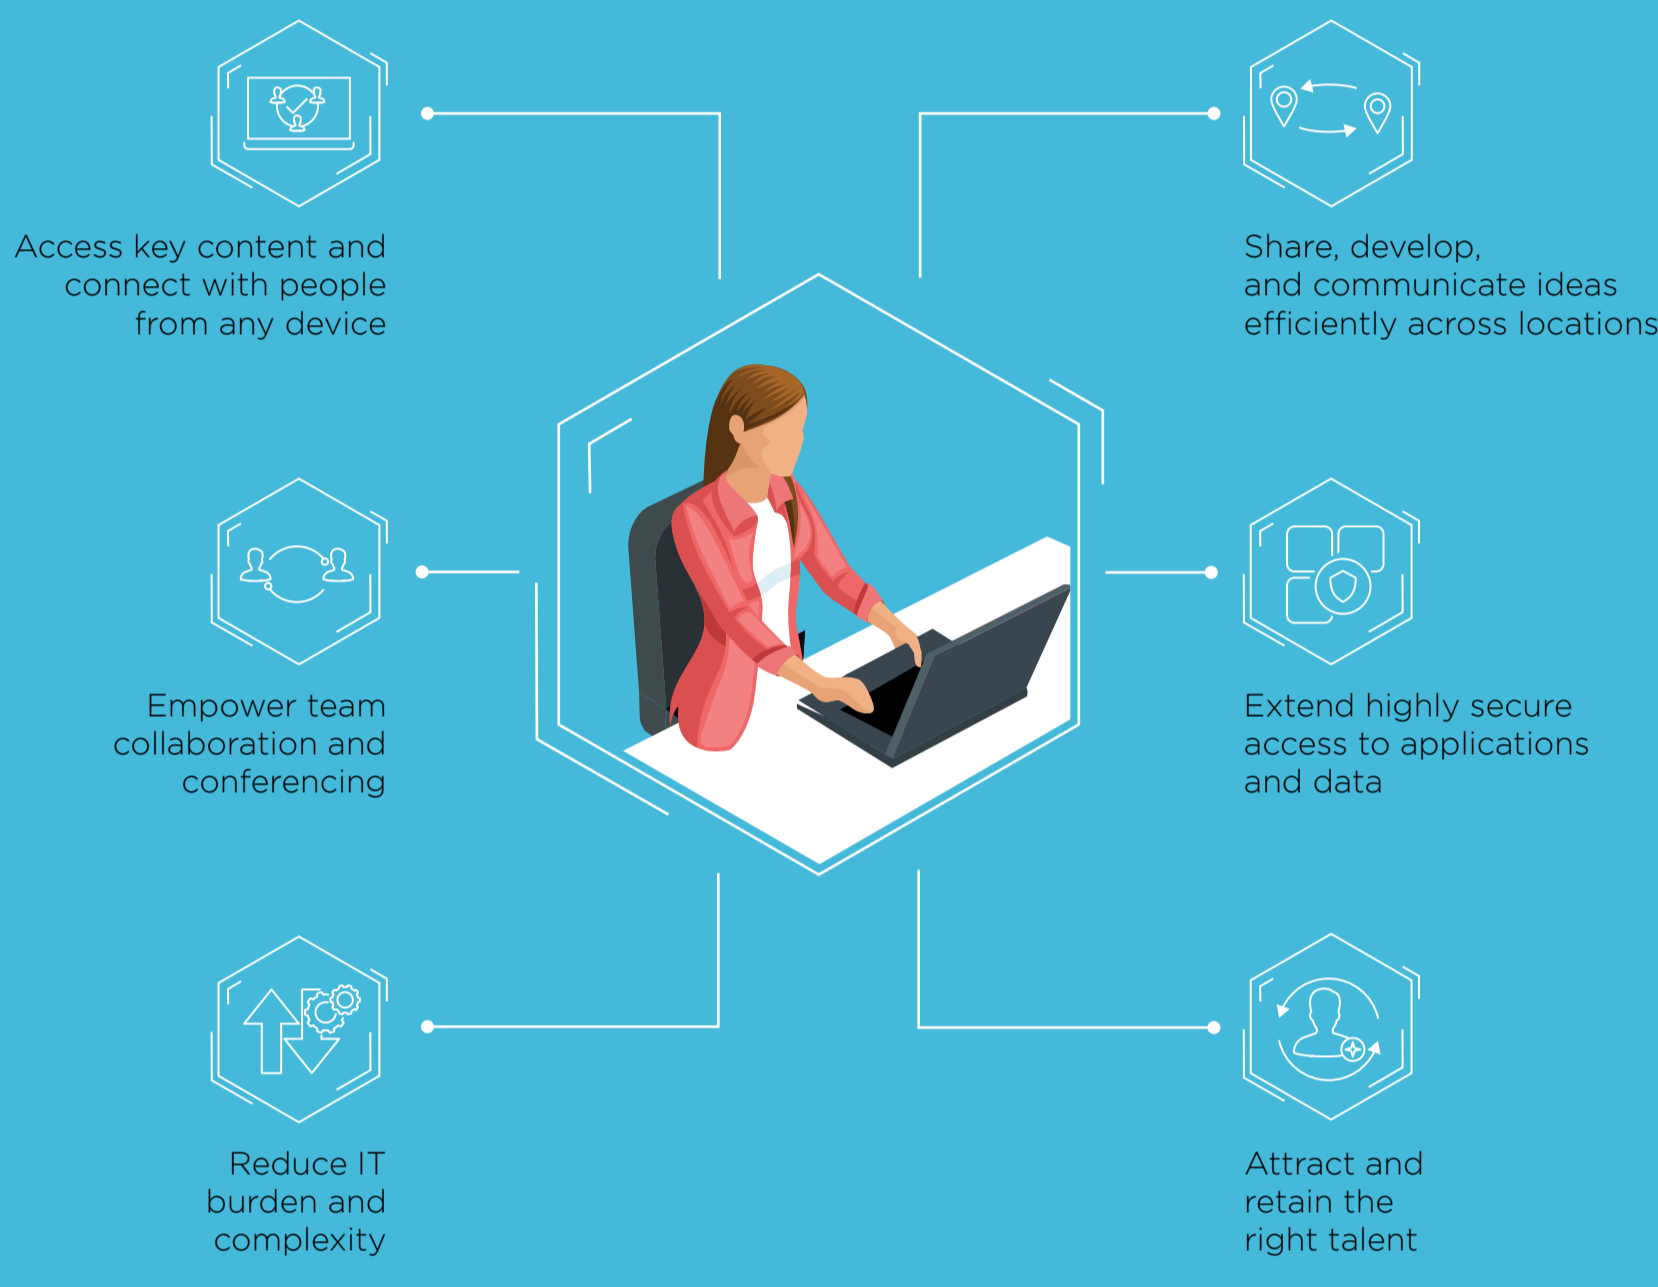 Access key content and
connect with people
from any device
Share, develop,
and communicate ideas
efficiently across locations
Empower team
collaboration and
conferencing
Extend highly secure
access to applications
and data
Reduce IT
burden and
complexity
Attract and
retain the
right talent